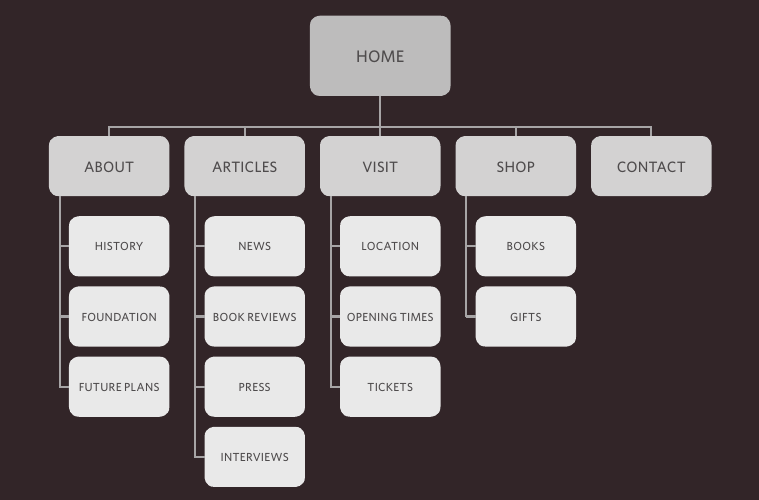 HOME
ABOUT
ARTICLES
VISIT
SHOP
CONTACT
HISTORY
NEWS
LOCATION
BOOKS
FOUNDATION
BOOK REVIEWS
OPENING TIMES
GIFTS
FUTURE PLANS
PRESS
TICKETS
INTERVIEWS